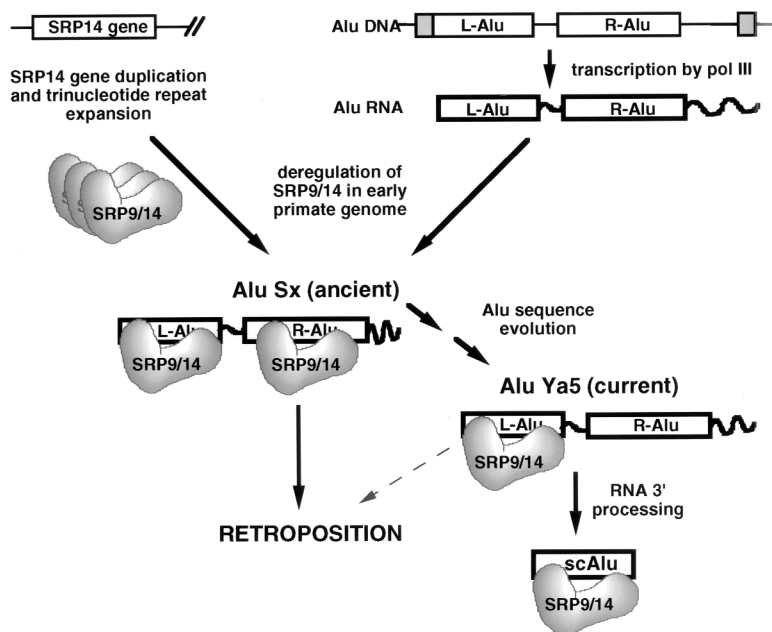 SRP14 gene
Alu DNA
L-Alu
R-Alu
SRP14 gene duplication
and trinucleotide repeat
expansion
transcription by pol III
Alu RNA
L-Alu
R-Alu
deregulation of
SRP9/14 in early
primate genome
SRP9/14
Alu Sx (ancient)
L-Alu
R-Alu
SRP9/14
SRP9/14
Alu sequence
evolution
Alu Ya5 (current)
L-Alu
R-Alu
SRP9/14
RNA 3'
processing
RETROPOSITION
scAlu
SRP9/14